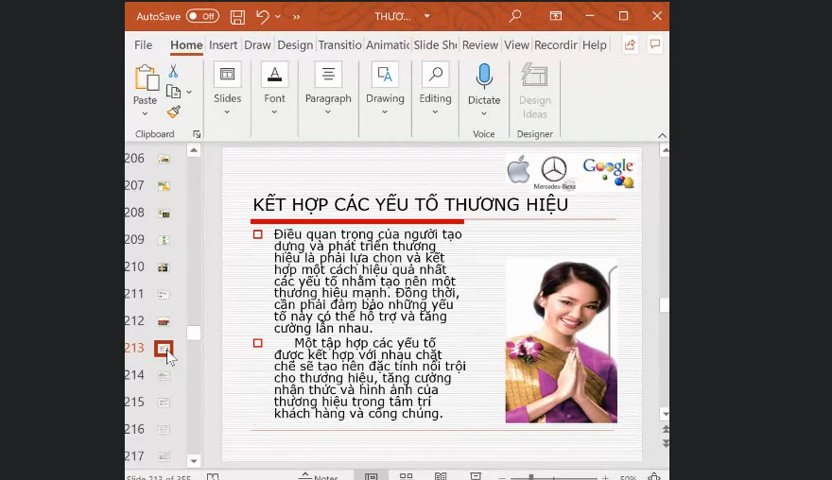 AutoSave Off THƯƠ...
File Home Insert Draw Design Transitio Animatic Slide Sh Review View Recordir Help
Paste Slides Font Paragraph Drawing Editing Dictate Design Ideas
Clipboard Voice Designer
206
207
208
209
210
211
212
213
214
215
216
217
Mercedes-Benz
Google
KẾT HỢP CÁC YẾU TỐ THƯƠNG HIỆU
Điều quan trọng của người tạo
dựng và phát triển thương
hiệu là phải lựa chọn và kết
hợp một cách hiệu quả nhất
các yếu tố nhằm tạo nên một
thương hiệu mạnh. Đồng thời,
cần phải đảm bảo những yếu
tố này có thể hỗ trợ và tăng
cường lẫn nhau.
Một tập hợp các yếu tố
được kết hợp với nhau chặt
chẽ sẽ tạo nên đặc tính nổi trội
cho thương hiệu, tăng cường
nhận thức và hình ảnh của
thương hiệu trong tâm trí
khách hàng và công chúng.
Slide 213 of 355 Notes 50%